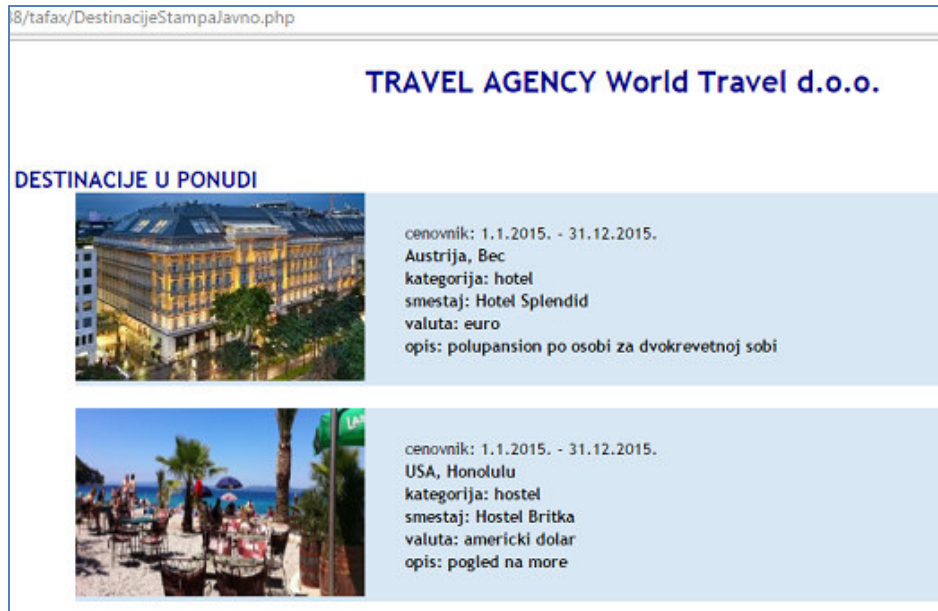 38/tafax/DestinacijeStampaJavno.php
TRAVEL AGENCY World Travel d.o.o.
DESTINACIJE U PONUDI
cenovnik: 1.1.2015. - 31.12.2015.
Austrija, Bec
kategorija: hotel
smestaj: Hotel Splendid
valuta: euro
opis: polupansion po osobi za dvokrevetnoj sobi
cenovnik: 1.1.2015. - 31.12.2015.
USA, Honolulu
kategorija: hostel
smestaj: Hostel Britka
valuta: americki dolar
opis: pogled na more